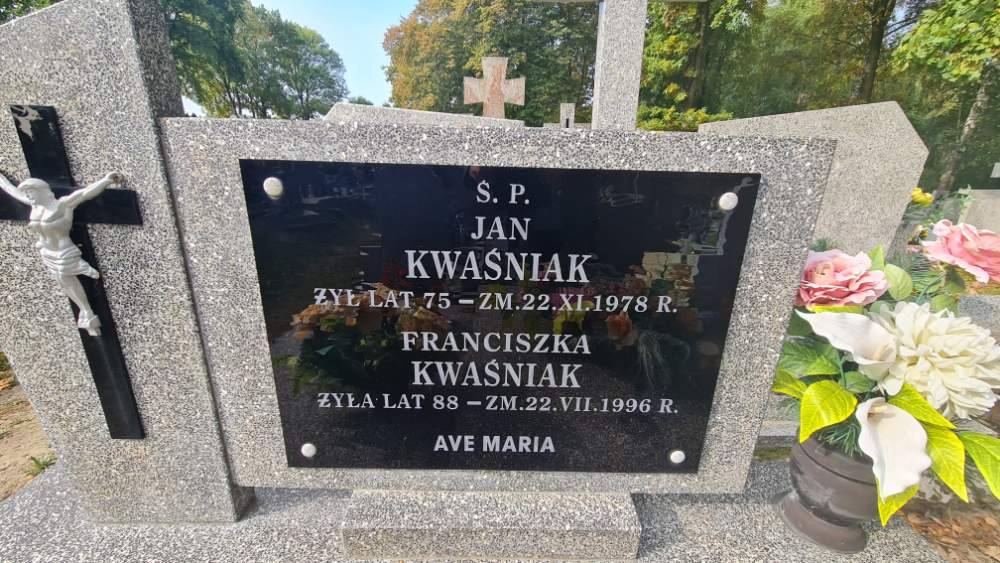 Ś. P.
JAN
KWAŚNIAK
ŻYŁ LAT 75 – ZM. 22. XI. 1978 R.
FRANCISZKA
KWAŚNIAK
ŻYŁA LAT 88 – ZM. 22. VII. 1996 R.
AVE MARIA